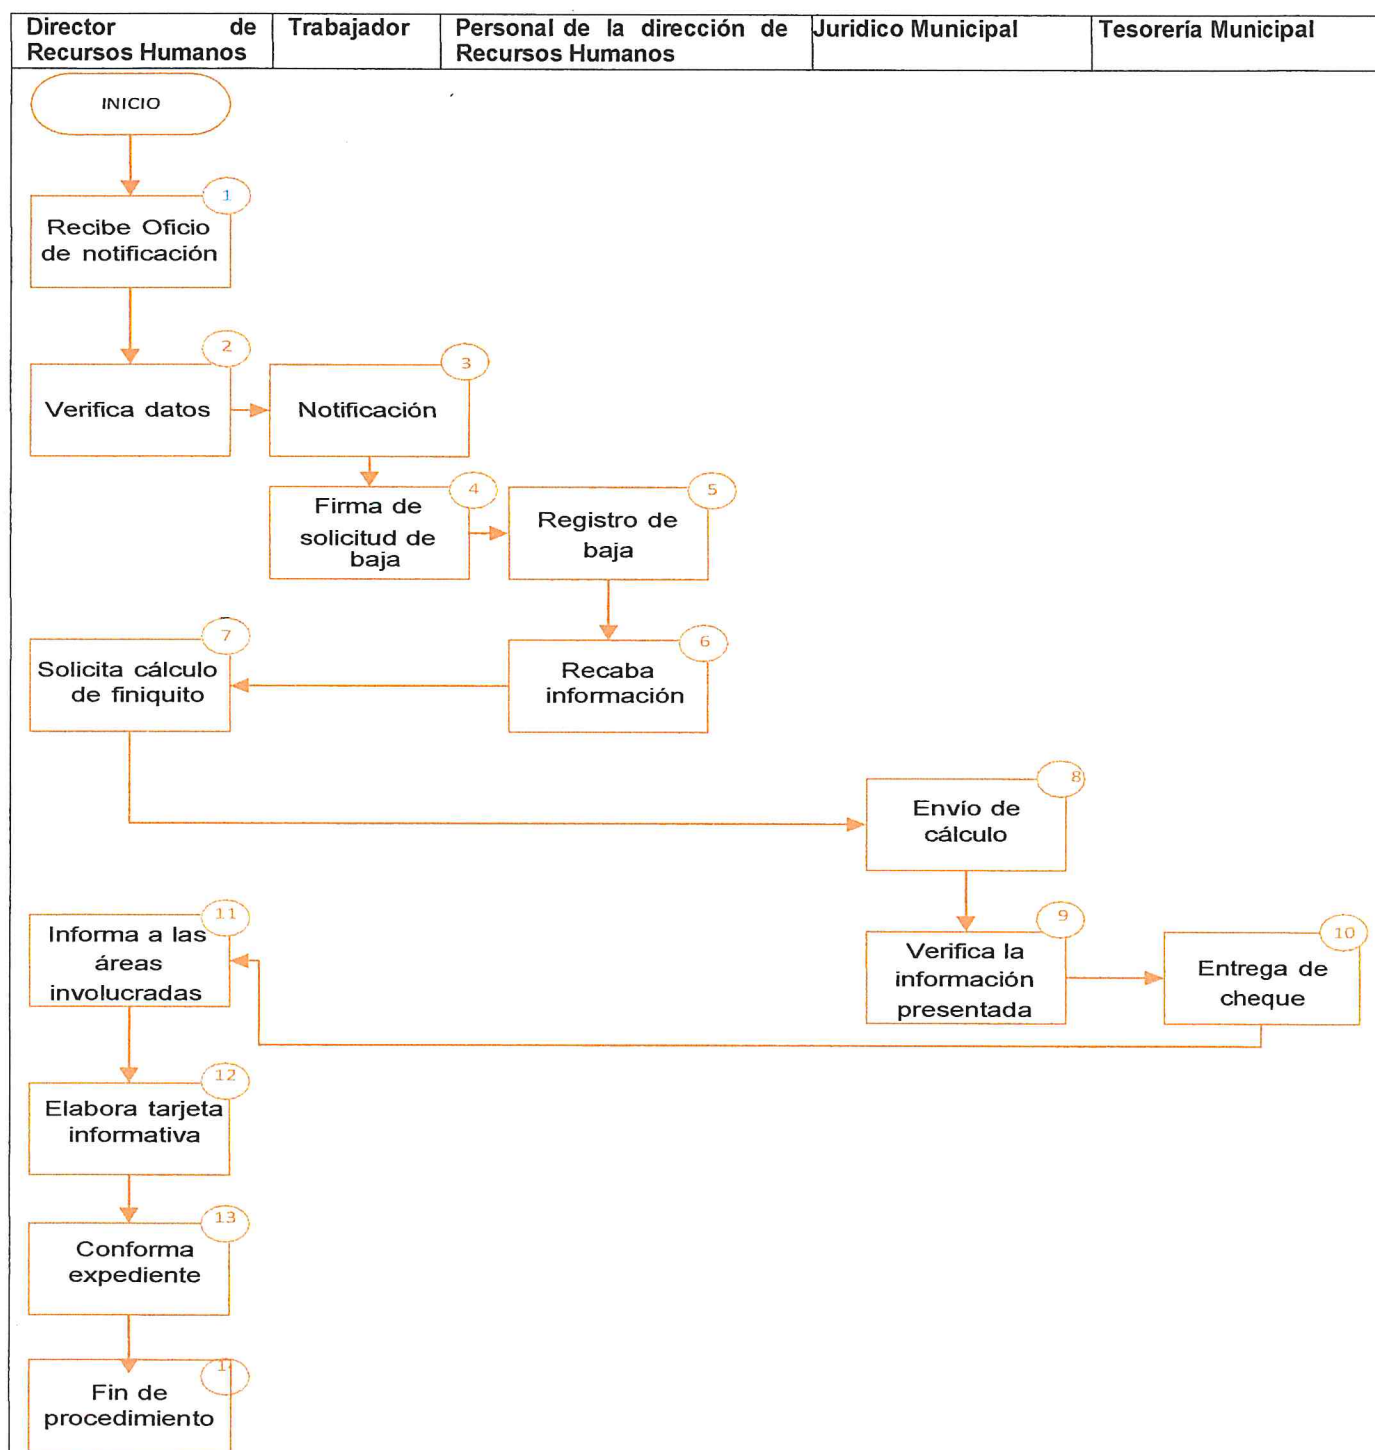 Director de
Recursos Humanos
Trabajador
Personal de la dirección de
Recursos Humanos
Juridico Municipal
Tesorería Municipal
INICIO
1
Recibe Oficio
de notificación
2
Verifica datos
3
Notificación
4
Firma de
solicitud de
baja
5
Registro de
baja
6
Recaba
información
7
Solicita cálculo
de finiquito
8
Envío de
cálculo
9
Verifica la
información
presentada
10
Entrega de
cheque
11
Informa a las
áreas
involucradas
12
Elabora tarjeta
informativa
13
Conforma
expediente
Fin de
procedimiento